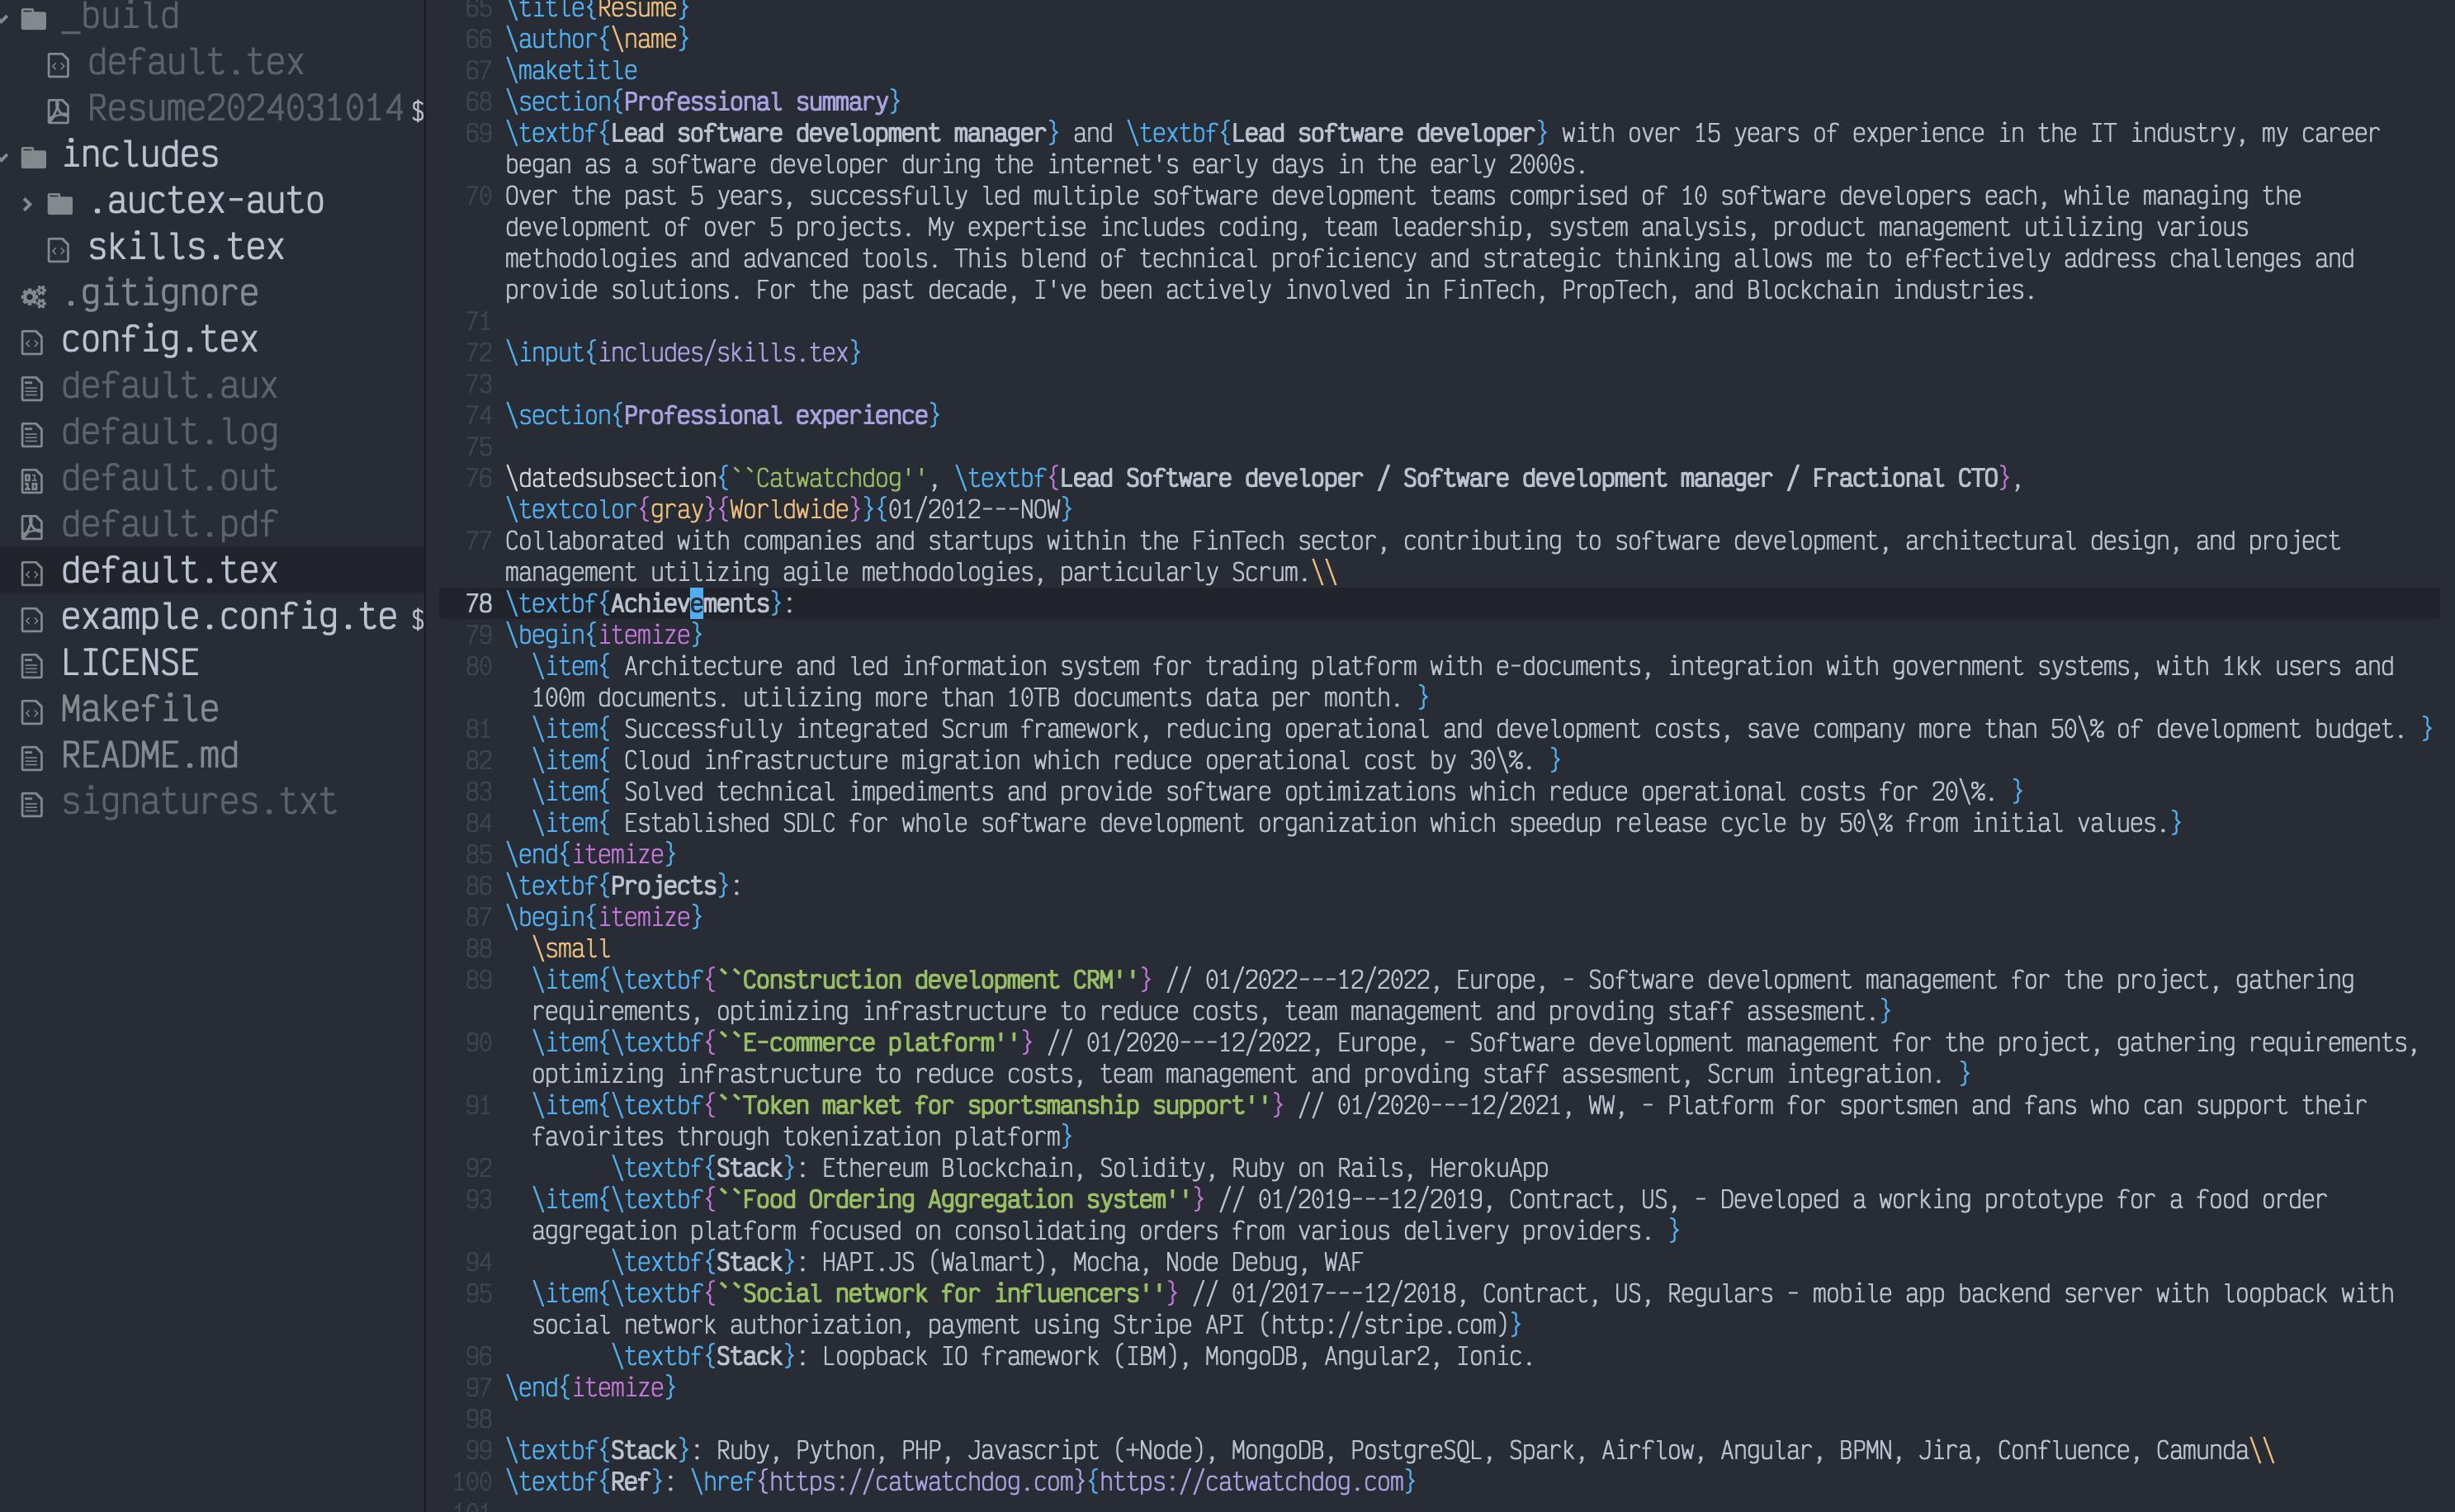 _build
default.tex
Resume2024031014$
includes
.auctex-auto
skills.tex
.gitignore
config.tex
default.aux
default.log
default.out
default.pdf
default.tex
example.config.te$
LICENSE
Makefile
README.md
signatures.txt
65 \title{Resume}
66 \author{\name}
67 \maketitle
68 \section{Professional summary}
69 \textbf{Lead software development manager} and \textbf{Lead software developer} with over 15 years of experience in the IT industry, my career
began as a software developer during the internet's early days in the early 2000s.
70 Over the past 5 years, successfully led multiple software development teams comprised of 10 software developers each, while managing the
development of over 5 projects. My expertise includes coding, team leadership, system analysis, product management utilizing various
methodologies and advanced tools. This blend of technical proficiency and strategic thinking allows me to effectively address challenges and
provide solutions. For the past decade, I've been actively involved in FinTech, PropTech, and Blockchain industries.
71
72 \input{includes/skills.tex}
73
74 \section{Professional experience}
75
76 \datedsubsection{``Catwatchdog'', \textbf{Lead Software developer / Software development manager / Fractional CTO},
\textcolor{gray}{Worldwide}}{01/2012---NOW}
77 Collaborated with companies and startups within the FinTech sector, contributing to software development, architectural design, and project
management utilizing agile methodologies, particularly Scrum.\\
78 \textbf{Achievements}:
79 \begin{itemize}
80 \item{ Architecture and led information system for trading platform with e-documents, integration with government systems, with 1kk users and
100m documents. utilizing more than 10TB documents data per month. }
81 \item{ Successfully integrated Scrum framework, reducing operational and development costs, save company more than 50\% of development budget. }
82 \item{ Cloud infrastructure migration which reduce operational cost by 30\%. }
83 \item{ Solved technical impediments and provide software optimizations which reduce operational costs for 20\%. }
84 \item{ Established SDLC for whole software development organization which speedup release cycle by 50\% from initial values.}
85 \end{itemize}
86 \textbf{Projects}:
87 \begin{itemize}
88 \small
89 \item{\textbf{``Construction development CRM''} // 01/2022---12/2022, Europe, - Software development management for the project, gathering
requirements, optimizing infrastructure to reduce costs, team management and provding staff assesment.}
90 \item{\textbf{``E-commerce platform''} // 01/2020---12/2022, Europe, - Software development management for the project, gathering requirements,
optimizing infrastructure to reduce costs, team management and provding staff assesment, Scrum integration. }
91 \item{\textbf{``Token market for sportsmanship support''} // 01/2020---12/2021, WW, - Platform for sportsmen and fans who can support their
favoirites through tokenization platform}
92 \textbf{Stack}: Ethereum Blockchain, Solidity, Ruby on Rails, HerokuApp
93 \item{\textbf{``Food Ordering Aggregation system''} // 01/2019---12/2019, Contract, US, - Developed a working prototype for a food order
aggregation platform focused on consolidating orders from various delivery providers. }
94 \textbf{Stack}: HAPI.JS (Walmart), Mocha, Node Debug, WAF
95 \item{\textbf{``Social network for influencers''} // 01/2017---12/2018, Contract, US, Regulars - mobile app backend server with loopback with
social network authorization, payment using Stripe API (http://stripe.com)}
96 \textbf{Stack}: Loopback IO framework (IBM), MongoDB, Angular2, Ionic.
97 \end{itemize}
98
99 \textbf{Stack}: Ruby, Python, PHP, Javascript (+Node), MongoDB, PostgreSQL, Spark, Airflow, Angular, BPMN, Jira, Confluence, Camunda\\
100 \textbf{Ref}: \href{https://catwatchdog.com}{https://catwatchdog.com}
101